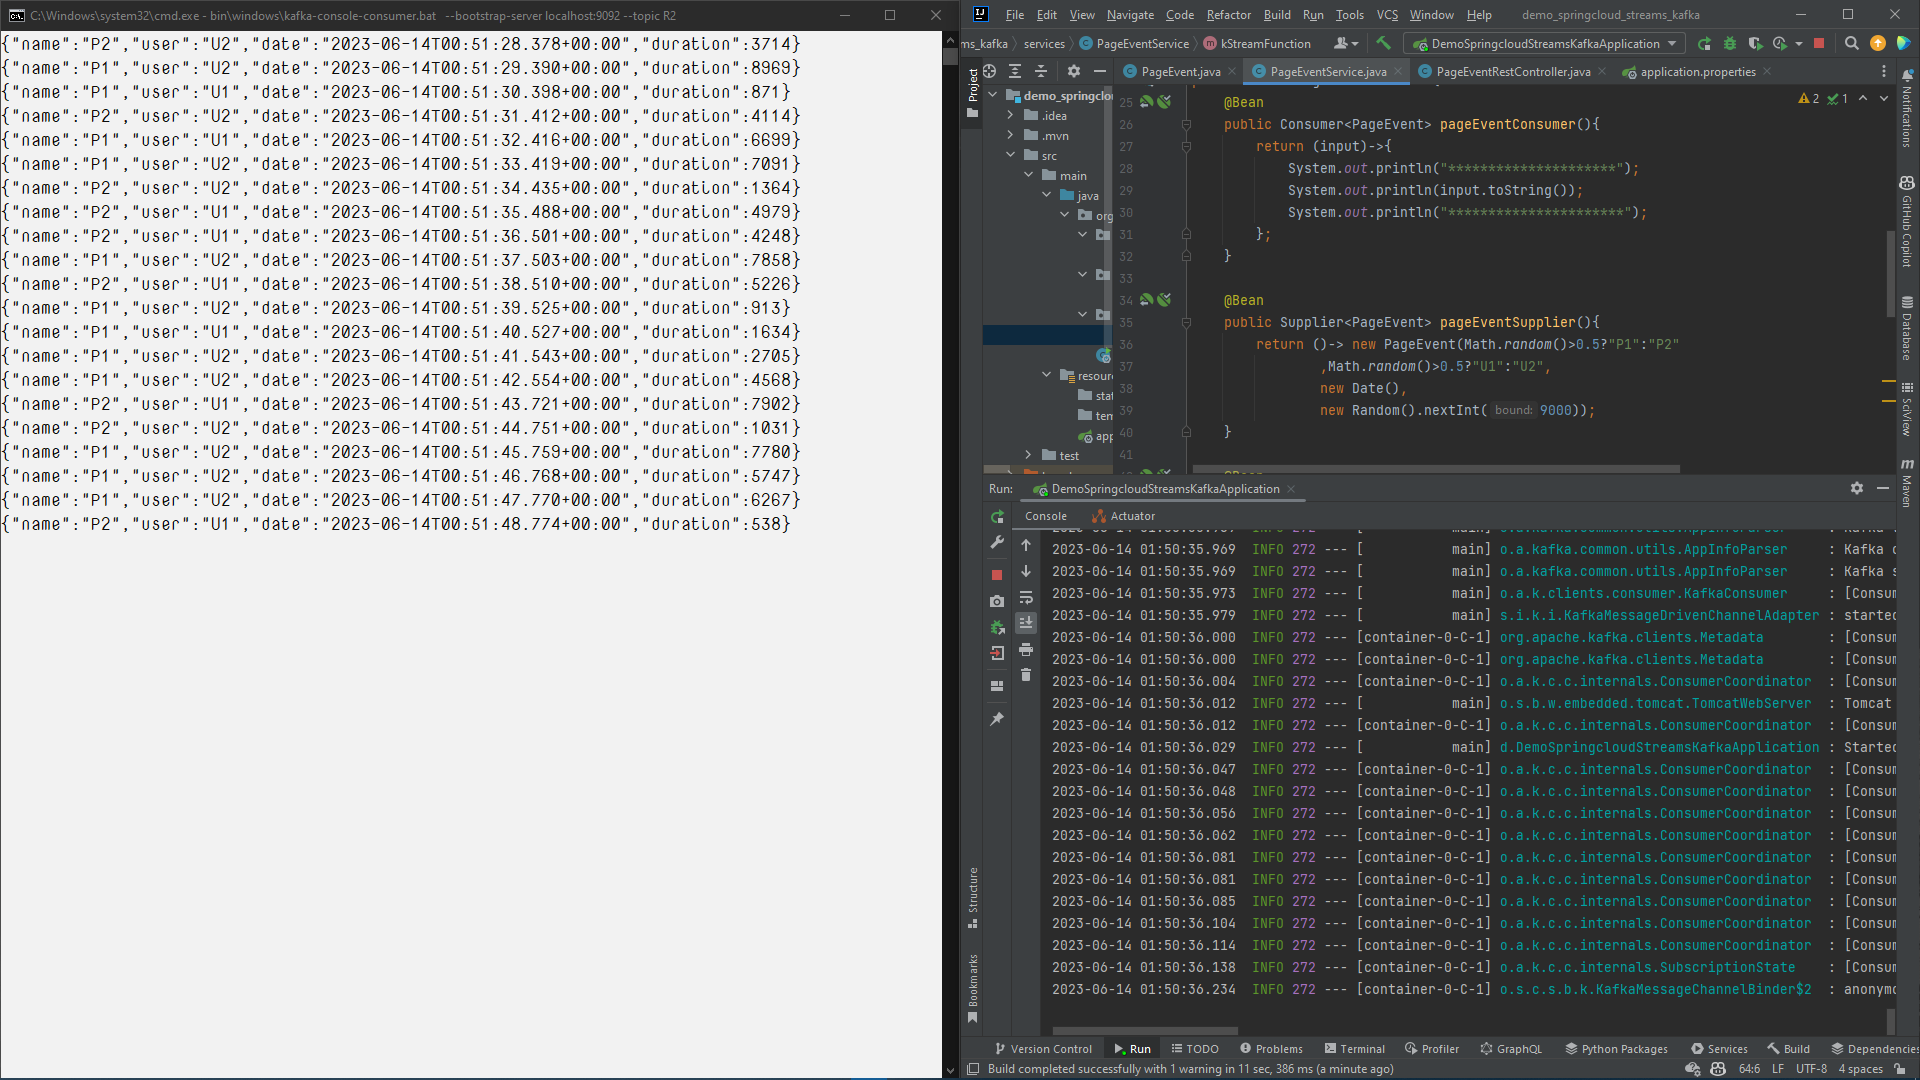 C:\Windows\system32\cmd.exe - bin\windows\kafka-console-consumer.bat  --bootstrap-server localhost:9092 --topic R2
{"name":"P2","user":"U2","date":"2023-06-14T00:51:28.378+00:00","duration":3714}
{"name":"P1","user":"U2","date":"2023-06-14T00:51:29.390+00:00","duration":8969}
{"name":"P1","user":"U1","date":"2023-06-14T00:51:30.398+00:00","duration":871}
{"name":"P2","user":"U2","date":"2023-06-14T00:51:31.412+00:00","duration":4114}
{"name":"P1","user":"U1","date":"2023-06-14T00:51:32.416+00:00","duration":6699}
{"name":"P1","user":"U2","date":"2023-06-14T00:51:33.419+00:00","duration":7091}
{"name":"P2","user":"U2","date":"2023-06-14T00:51:34.435+00:00","duration":1364}
{"name":"P2","user":"U1","date":"2023-06-14T00:51:35.488+00:00","duration":4979}
{"name":"P2","user":"U1","date":"2023-06-14T00:51:36.501+00:00","duration":4248}
{"name":"P1","user":"U2","date":"2023-06-14T00:51:37.503+00:00","duration":7858}
{"name":"P2","user":"U1","date":"2023-06-14T00:51:38.510+00:00","duration":5226}
{"name":"P1","user":"U2","date":"2023-06-14T00:51:39.525+00:00","duration":913}
{"name":"P1","user":"U1","date":"2023-06-14T00:51:40.527+00:00","duration":1634}
{"name":"P1","user":"U2","date":"2023-06-14T00:51:41.543+00:00","duration":2705}
{"name":"P1","user":"U2","date":"2023-06-14T00:51:42.554+00:00","duration":4568}
{"name":"P2","user":"U1","date":"2023-06-14T00:51:43.721+00:00","duration":7902}
{"name":"P2","user":"U2","date":"2023-06-14T00:51:44.751+00:00","duration":1031}
{"name":"P1","user":"U2","date":"2023-06-14T00:51:45.759+00:00","duration":7780}
{"name":"P1","user":"U2","date":"2023-06-14T00:51:46.768+00:00","duration":5747}
{"name":"P1","user":"U2","date":"2023-06-14T00:51:47.770+00:00","duration":6267}
{"name":"P2","user":"U1","date":"2023-06-14T00:51:48.774+00:00","duration":538}
File Edit View Navigate Code Refactor Build Run Tools VCS Window Help demo_springcloud_streams_kafka
ms_kafka services PageEventService kStreamFunction DemoSpringcloudStreamsKafkaApplication
PageEvent.java PageEventService.java PageEventRestController.java application.properties
Project
demo_springclou
.idea
.mvn
src
main
java
org
resour
stat
tem
app
test
2 1
25 @Bean
26 public Consumer<PageEvent> pageEventConsumer(){
27 return (input)->{
28 System.out.println("*********************");
29 System.out.println(input.toString());
30 System.out.println("**********************");
31 };
32 }
33
34 @Bean
35 public Supplier<PageEvent> pageEventSupplier(){
36 return ()-> new PageEvent(Math.random()>0.5?"P1":"P2"
37 ,Math.random()>0.5?"U1":"U2",
38 new Date(),
39 new Random().nextInt( bound: 9000));
40 }
41
Notifications
GitHub Copilot
Database
SciView
Maven
Run: DemoSpringcloudStreamsKafkaApplication
Console Actuator
2023-06-14 01:50:35.969  INFO 272 --- [           main] o.a.kafka.common.utils.AppInfoParser     : Kafka c
2023-06-14 01:50:35.969  INFO 272 --- [           main] o.a.kafka.common.utils.AppInfoParser     : Kafka s
2023-06-14 01:50:35.973  INFO 272 --- [           main] o.a.k.clients.consumer.KafkaConsumer     : [Consum
2023-06-14 01:50:35.979  INFO 272 --- [           main] s.i.k.i.KafkaMessageDrivenChannelAdapter : started
2023-06-14 01:50:36.000  INFO 272 --- [container-0-C-1] org.apache.kafka.clients.Metadata        : [Consum
2023-06-14 01:50:36.000  INFO 272 --- [container-0-C-1] org.apache.kafka.clients.Metadata        : [Consum
2023-06-14 01:50:36.004  INFO 272 --- [container-0-C-1] o.a.k.c.c.internals.ConsumerCoordinator  : [Consum
2023-06-14 01:50:36.012  INFO 272 --- [           main] o.s.b.w.embedded.tomcat.TomcatWebServer  : Tomcat
2023-06-14 01:50:36.012  INFO 272 --- [container-0-C-1] o.a.k.c.c.internals.ConsumerCoordinator  : [Consum
2023-06-14 01:50:36.029  INFO 272 --- [           main] d.DemoSpringcloudStreamsKafkaApplication : Started
2023-06-14 01:50:36.047  INFO 272 --- [container-0-C-1] o.a.k.c.c.internals.ConsumerCoordinator  : [Consum
2023-06-14 01:50:36.048  INFO 272 --- [container-0-C-1] o.a.k.c.c.internals.ConsumerCoordinator  : [Consum
2023-06-14 01:50:36.056  INFO 272 --- [container-0-C-1] o.a.k.c.c.internals.ConsumerCoordinator  : [Consum
2023-06-14 01:50:36.062  INFO 272 --- [container-0-C-1] o.a.k.c.c.internals.ConsumerCoordinator  : [Consum
2023-06-14 01:50:36.081  INFO 272 --- [container-0-C-1] o.a.k.c.c.internals.ConsumerCoordinator  : [Consum
2023-06-14 01:50:36.081  INFO 272 --- [container-0-C-1] o.a.k.c.c.internals.ConsumerCoordinator  : [Consum
2023-06-14 01:50:36.085  INFO 272 --- [container-0-C-1] o.a.k.c.c.internals.ConsumerCoordinator  : [Consum
2023-06-14 01:50:36.104  INFO 272 --- [container-0-C-1] o.a.k.c.c.internals.ConsumerCoordinator  : [Consum
2023-06-14 01:50:36.114  INFO 272 --- [container-0-C-1] o.a.k.c.c.internals.ConsumerCoordinator  : [Consum
2023-06-14 01:50:36.138  INFO 272 --- [container-0-C-1] o.a.k.c.c.internals.SubscriptionState    : [Consum
2023-06-14 01:50:36.234  INFO 272 --- [container-0-C-1] o.s.c.s.b.k.KafkaMessageChannelBinder$2  : anonymo
Structure
Bookmarks
Version Control Run TODO Problems Terminal Profiler GraphQL Python Packages Services Build Dependencies
Build completed successfully with 1 warning in 11 sec, 386 ms (a minute ago) 64:6 LF UTF-8 4 spaces